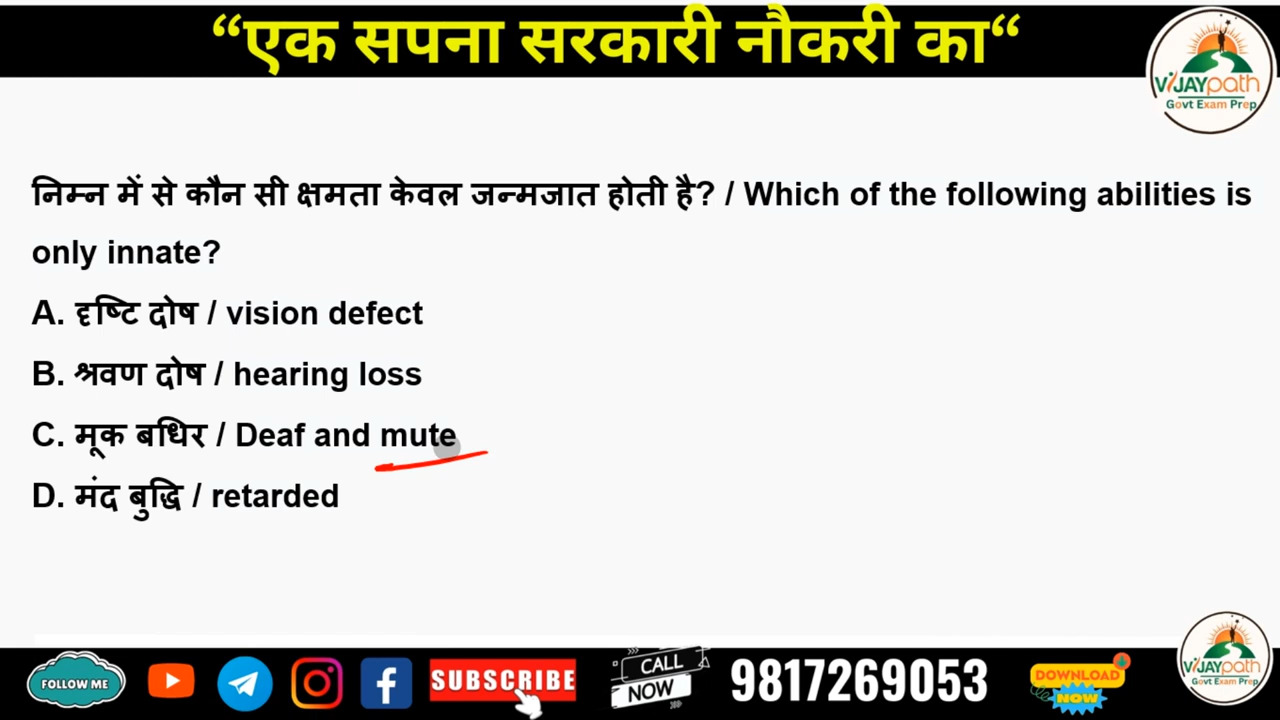 “एक सपना सरकारी नौकरी का“
ViJAYpath
Govt Exam Prep
निम्न में से कौन सी क्षमता केवल जन्मजात होती है? / Which of the following abilities is
only innate?
A. दृष्टि दोष / vision defect
B. श्रवण दोष / hearing loss
C. मूक बधिर / Deaf and mute
D. मंद बुद्धि / retarded
FOLLOW ME
SUBSCRIBE
CALL
NOW
9817269053
DOWNLOAD
NOW
ViJAYpath
Govt Exam Prep